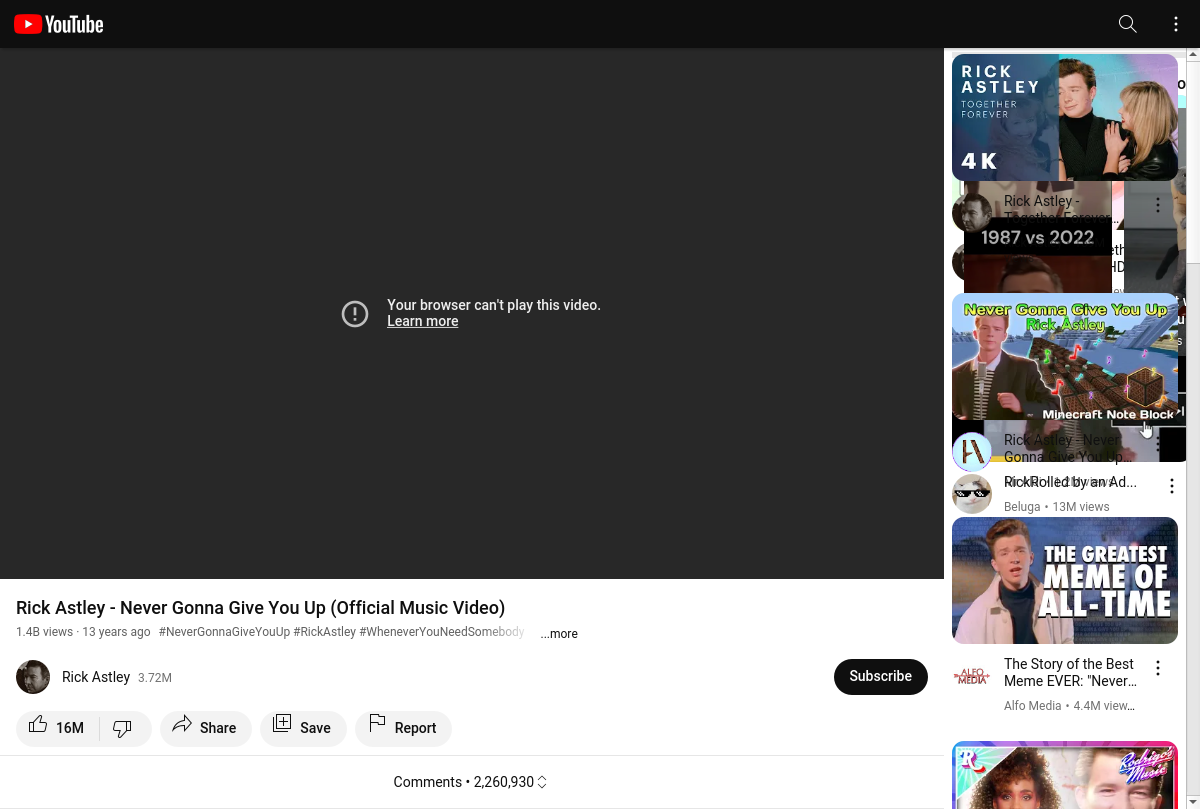 YouTube
Your browser can't play this video.
Learn more
Rick Astley - Never Gonna Give You Up (Official Music Video)
1.4B views · 13 years ago #NeverGonnaGiveYouUp #RickAstley #WheneverYouNeedSomebody ...more
Rick Astley 3.72M
Subscribe
16M
Share
Save
Report
Comments • 2,260,930
RICK
ASTLEY
TOGETHER
FOREVER
4K
Rick Astley -
Together Forever...
1987 vs 2022
Never Gonna Give You Up
Rick Astley
Minecraft Note Block
Rick Astley - Never
Gonna Give You Up...
RickRolled by an Ad...
Beluga • 13M views
THE GREATEST
MEME OF
ALL-TIME
ALFO
MEDIA
The Story of the Best
Meme EVER: "Never...
Alfo Media • 4.4M view...
Rodrigo's
Music